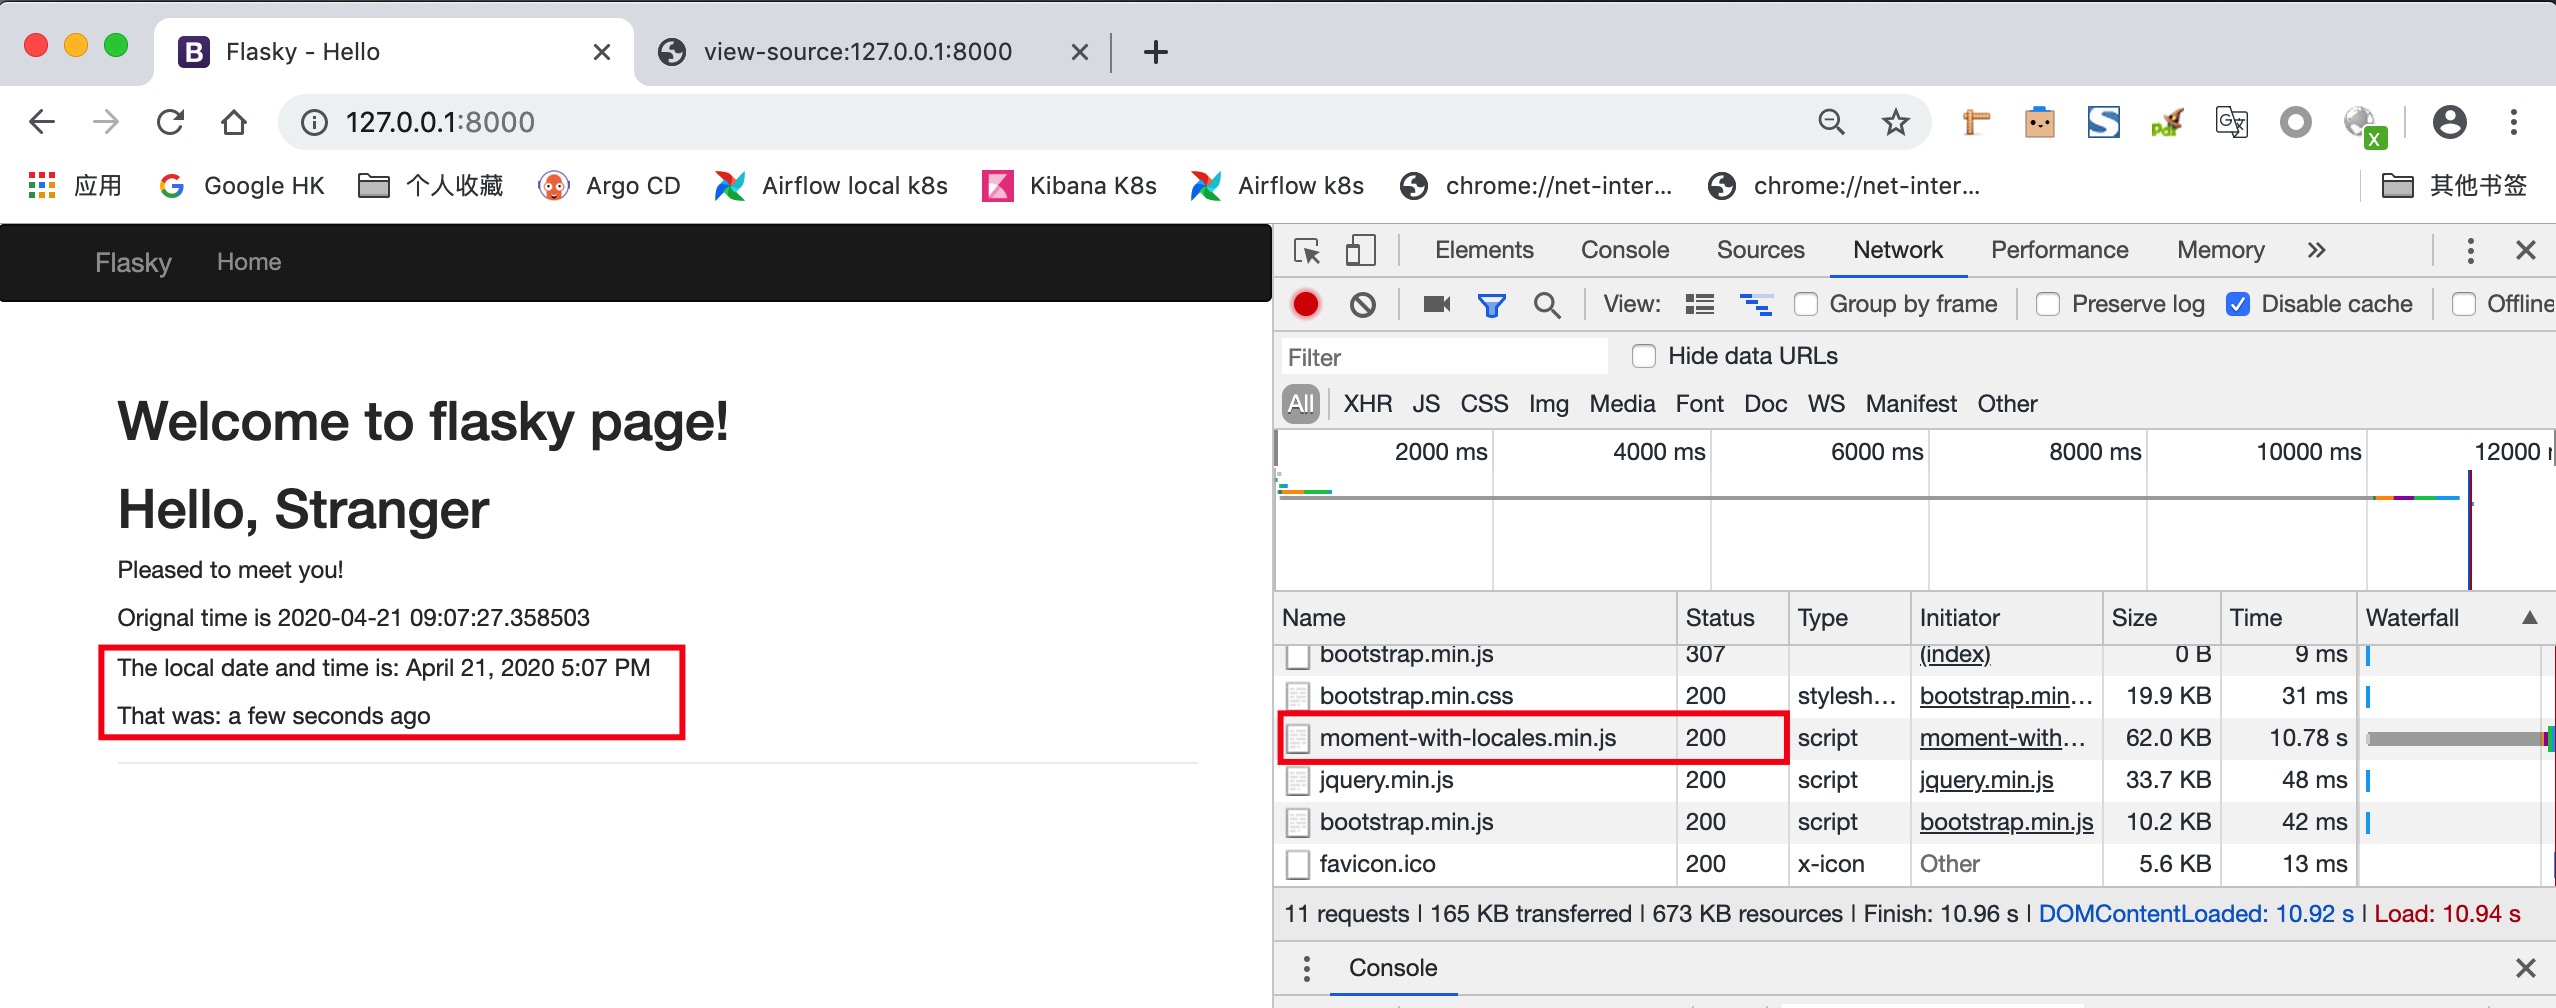 Flasky - Hello
view-source:127.0.0.1:8000
127.0.0.1:8000
应用 Google HK 个人收藏 Argo CD Airflow local k8s Kibana K8s Airflow k8s chrome://net-inter... chrome://net-inter... 其他书签
Flasky Home
Welcome to flasky page!
Hello, Stranger
Pleased to meet you!
Orignal time is 2020-04-21 09:07:27.358503
The local date and time is: April 21, 2020 5:07 PM
That was: a few seconds ago
Elements Console Sources Network Performance Memory
View: Group by frame Preserve log Disable cache Offline
Filter Hide data URLs
All XHR JS CSS Img Media Font Doc WS Manifest Other
2000 ms 4000 ms 6000 ms 8000 ms 10000 ms 12000
Name Status Type Initiator Size Time Waterfall
bootstrap.min.js 307 (index) 0 B 9 ms
bootstrap.min.css 200 stylesh... bootstrap.min... 19.9 KB 31 ms
moment-with-locales.min.js 200 script moment-with... 62.0 KB 10.78 s
jquery.min.js 200 script jquery.min.js 33.7 KB 48 ms
bootstrap.min.js 200 script bootstrap.min.js 10.2 KB 42 ms
favicon.ico 200 x-icon Other 5.6 KB 13 ms
11 requests | 165 KB transferred | 673 KB resources | Finish: 10.96 s | DOMContentLoaded: 10.92 s | Load: 10.94 s
Console